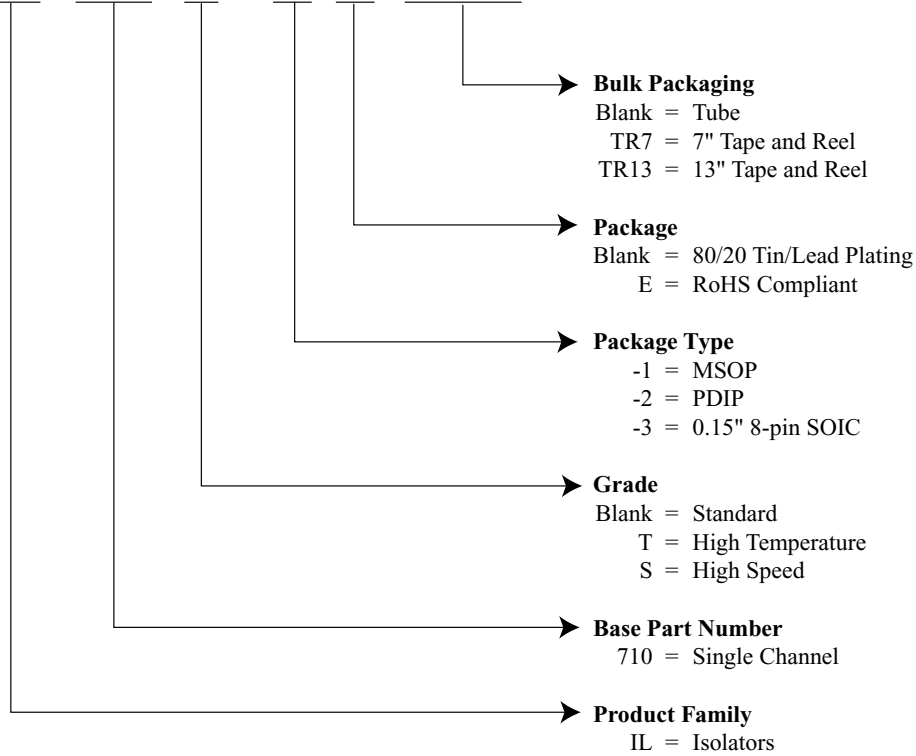 Bulk Packaging
Blank = Tube
TR7 = 7" Tape and Reel
TR13 = 13" Tape and Reel
Package
Blank = 80/20 Tin/Lead Plating
E = RoHS Compliant
Package Type
-1 = MSOP
-2 = PDIP
-3 = 0.15" 8-pin SOIC
Grade
Blank = Standard
T = High Temperature
S = High Speed
Base Part Number
710 = Single Channel
Product Family
IL = Isolators